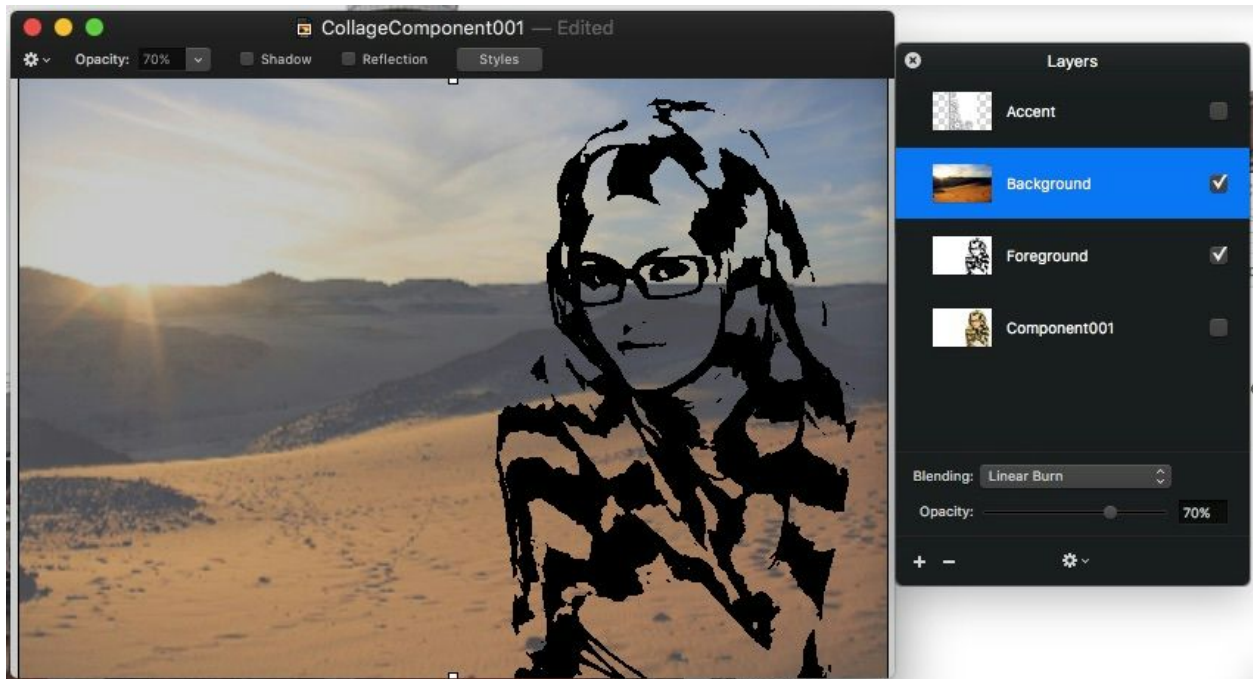 CollageComponent001 — Edited
Opacity: 70% Shadow Reflection Styles
Layers
Accent
Background
Foreground
Component001
Blending: Linear Burn
Opacity: 70%